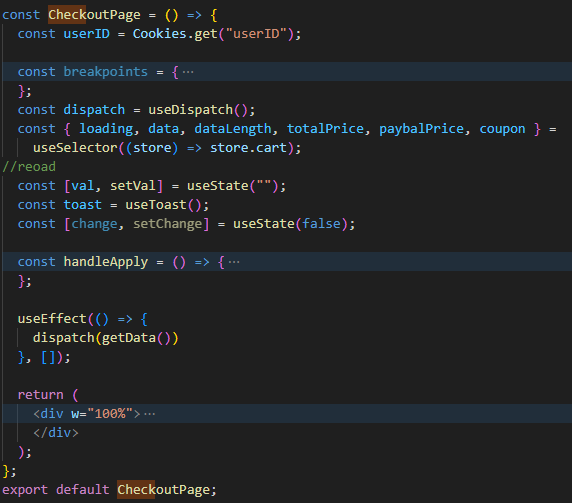 const CheckoutPage = () => {
  const userID = Cookies.get("userID");

  const breakpoints = {···
  };
  const dispatch = useDispatch();
  const { loading, data, dataLength, totalPrice, paybalPrice, coupon } =
    useSelector((store) => store.cart);
//reoad
  const [val, setVal] = useState("");
  const toast = useToast();
  const [change, setChange] = useState(false);

  const handleApply = () => {···
  };

  useEffect(() => {
    dispatch(getData())
  }, []);

  return (
    <div w="100%">···
    </div>
  );
};
export default CheckoutPage;